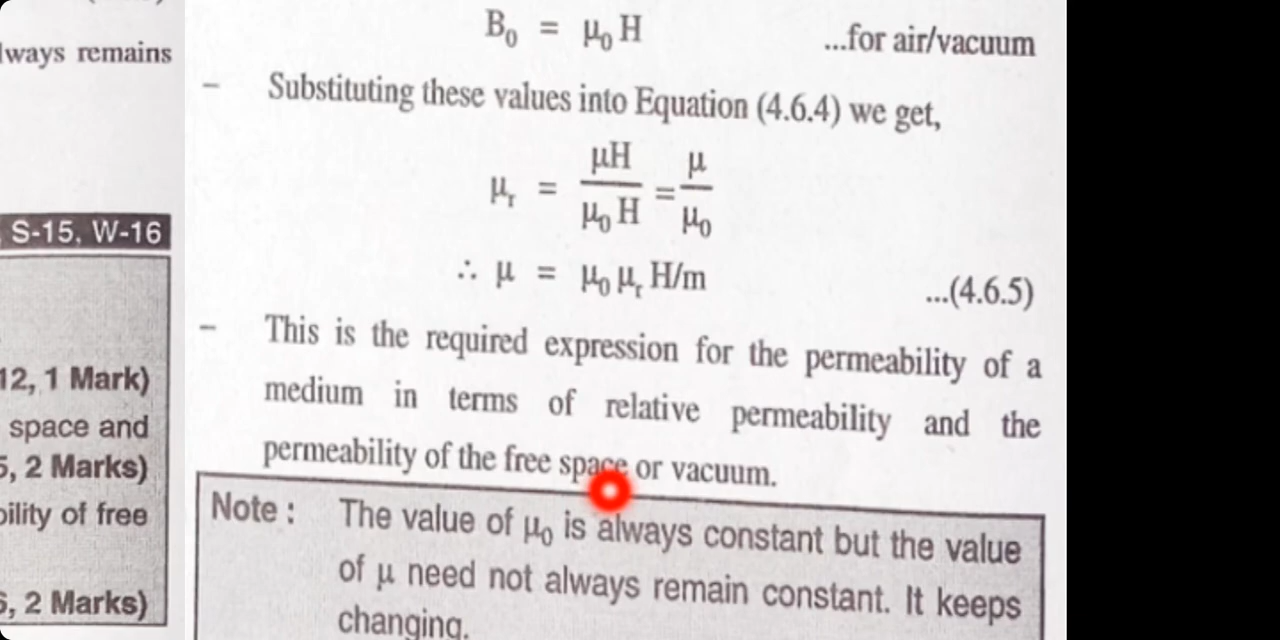 lways remains
S-15, W-16
12, 1 Mark)
space and
5, 2 Marks)
bility of free
6, 2 Marks)
B₀ = μ₀ H ...for air/vacuum
– Substituting these values into Equation (4.6.4) we get,
μᵣ = μH / μ₀ H = μ / μ₀
∴ μ = μ₀ μᵣ H/m ...(4.6.5)
– This is the required expression for the permeability of a
medium in terms of relative permeability and the
permeability of the free space or vacuum.
Note : The value of μ₀ is always constant but the value
of μ need not always remain constant. It keeps
changing.